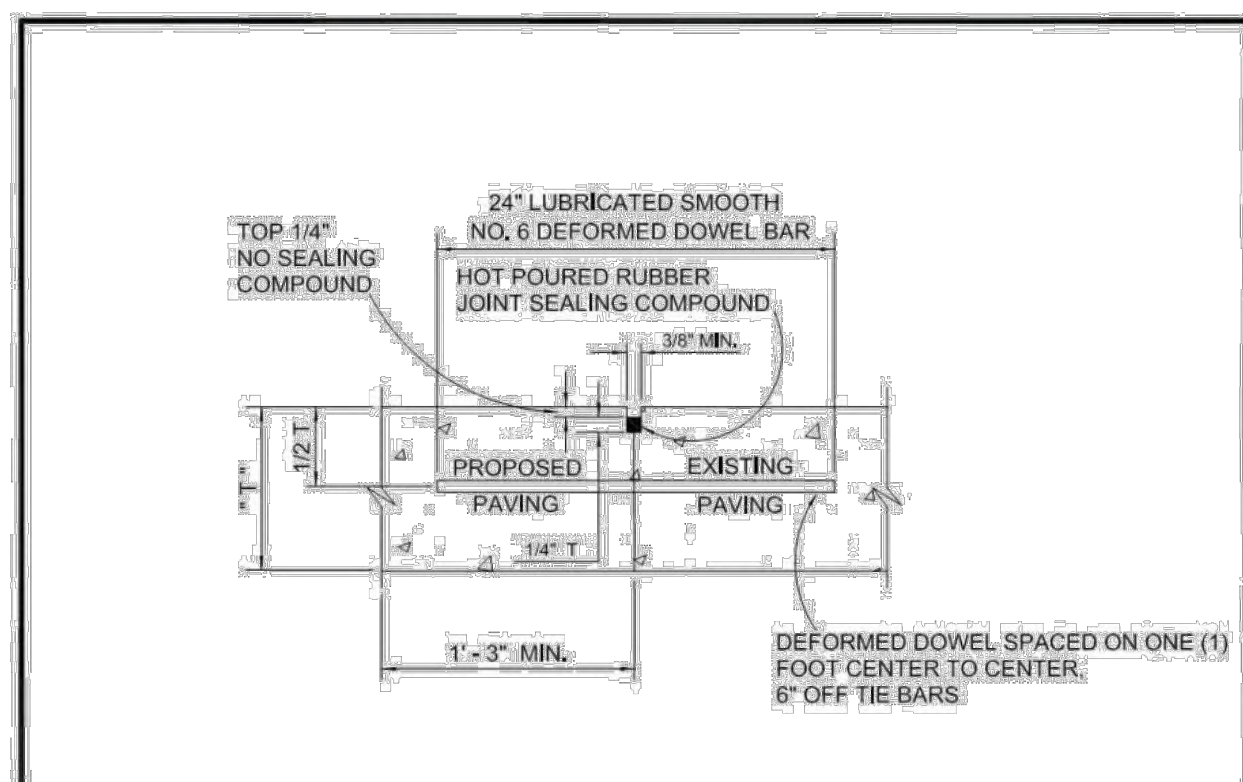 24" LUBRICATED SMOOTH
NO. 6 DEFORMED DOWEL BAR
TOP 1/4"
NO SEALING
COMPOUND
HOT POURED RUBBER
JOINT SEALING COMPOUND
3/8" MIN.
1/2 T
"T"
PROPOSED
PAVING
EXISTING
PAVING
1/4" T
1' - 3" MIN.
DEFORMED DOWEL SPACED ON ONE (1)
FOOT CENTER TO CENTER,
6" OFF TIE BARS